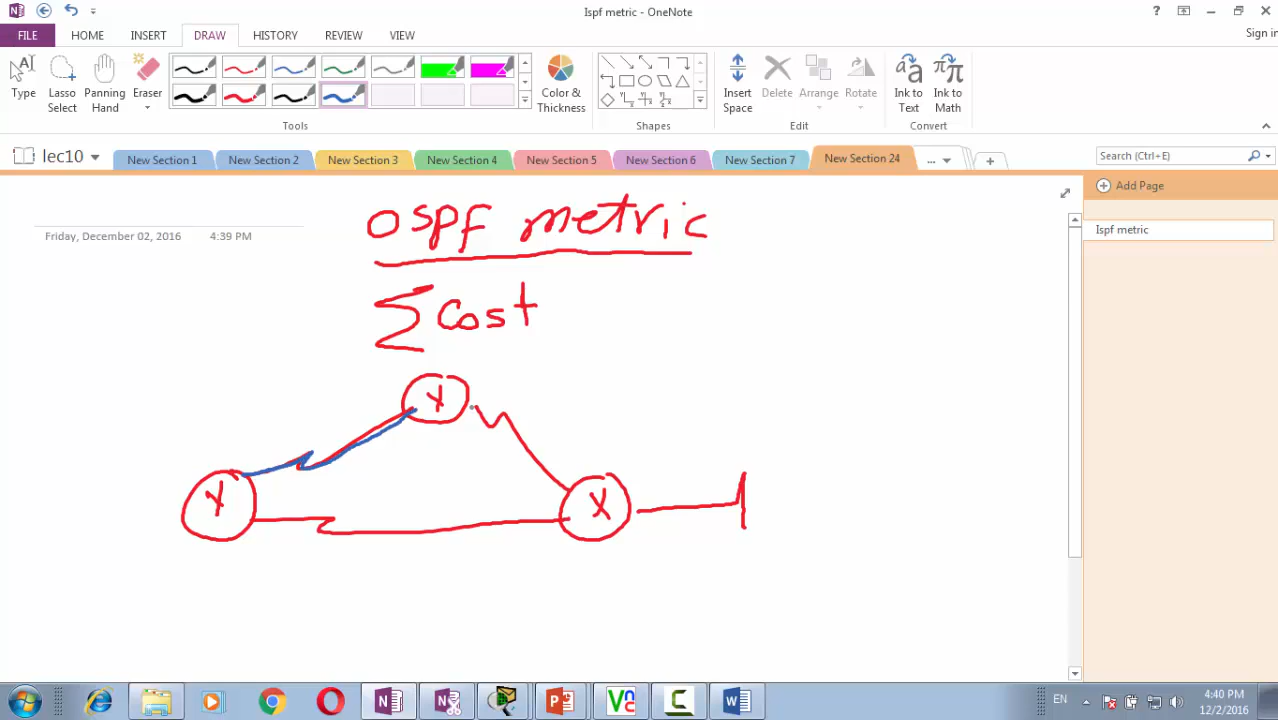 Ispf metric - OneNote
FILE HOME INSERT DRAW HISTORY REVIEW VIEW Sign in
Type Lasso Select Panning Hand Eraser Color & Thickness Insert Space Delete Arrange Rotate Ink to Text Ink to Math
Tools Shapes Edit Convert
lec10 New Section 1 New Section 2 New Section 3 New Section 4 New Section 5 New Section 6 New Section 7 New Section 24 ... Search (Ctrl+E)
Add Page
Ispf metric
Friday, December 02, 2016 4:39 PM
ospf metric
∑ cost
X
X X
EN 4:40 PM
12/2/2016